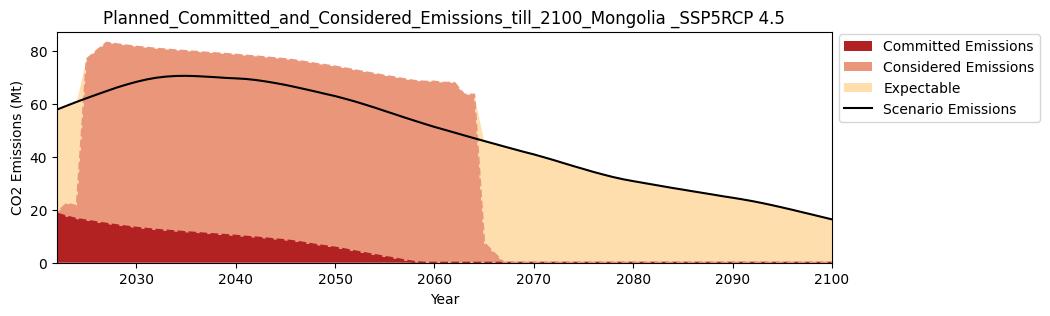 Planned_Committed_and_Considered_Emissions_till_2100_Mongolia _SSP5RCP 4.5
CO2 Emissions (Mt)
80
60
40
20
0
2030 2040 2050 2060 2070 2080 2090 2100
Year
Committed Emissions
Considered Emissions
Expectable
Scenario Emissions